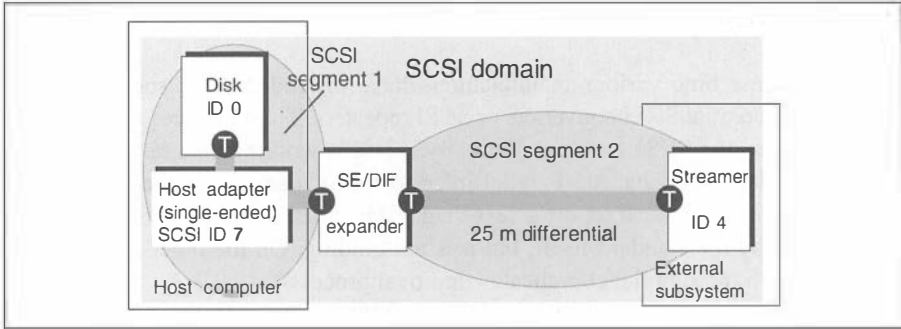 SCSI
segment 1
SCSI domain
Disk
ID 0
T
Host adapter
(single-ended)
SCSI ID 7
T
SE/DIF
expander
T
SCSI segment 2
25 m differential
T
Streamer
ID 4
Host computer
External
subsystem